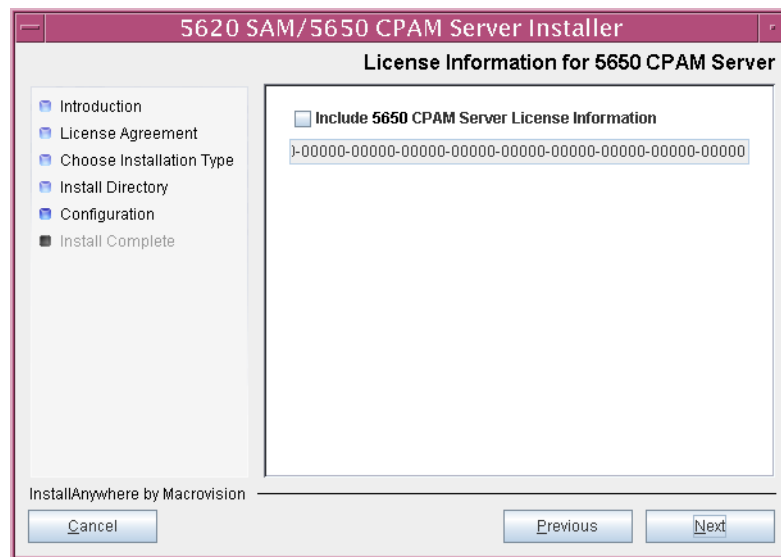 5620 SAM/5650 CPAM Server Installer
License Information for 5650 CPAM Server
Introduction
License Agreement
Choose Installation Type
Install Directory
Configuration
Install Complete
Include 5650 CPAM Server License Information
)-00000-00000-00000-00000-00000-00000-00000-00000-00000
InstallAnywhere by Macrovision
Cancel
Previous
Next